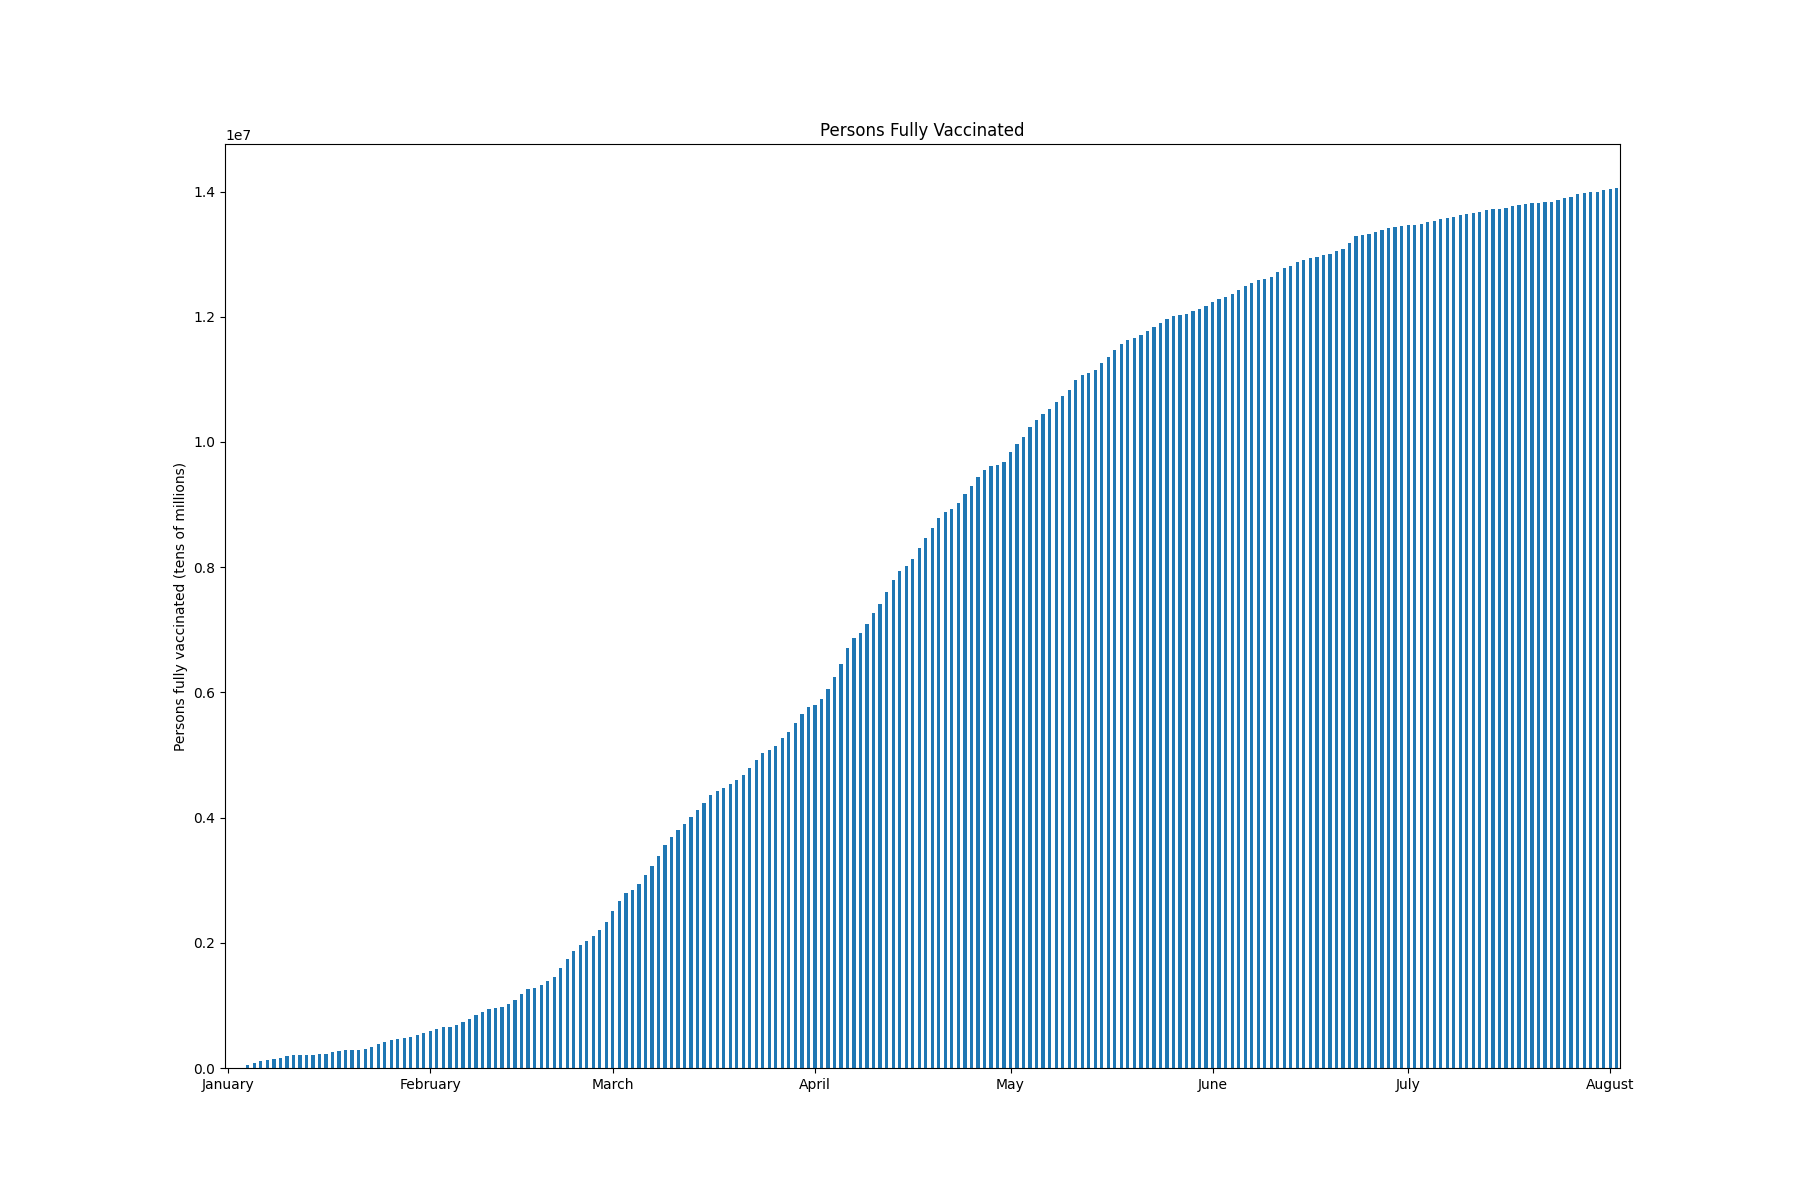 Persons Fully Vaccinated
1e7
1.4
1.2
1.0
0.8
0.6
0.4
0.2
0.0
Persons fully vaccinated (tens of millions)
January February March April May June July August